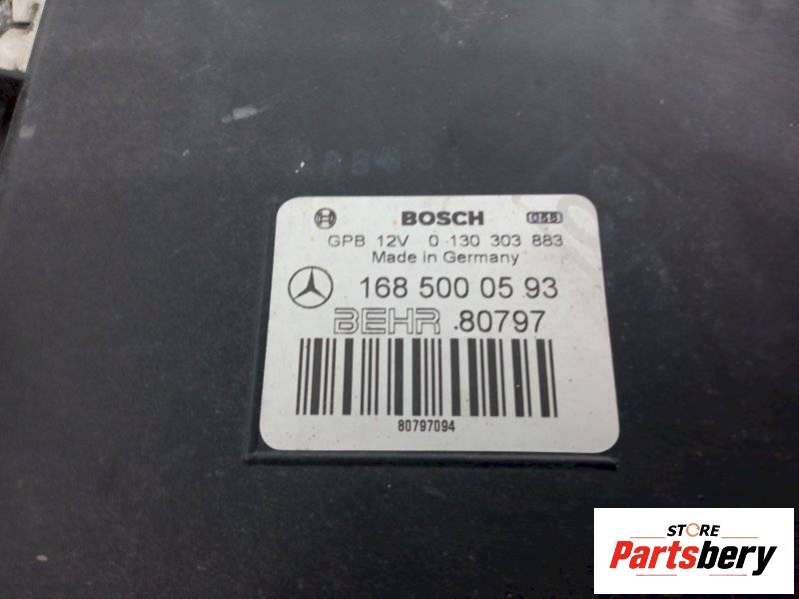 BOSCH
GPB 12V 0 130 303 883
Made in Germany
168 500 05 93
BEHR .80797
80797094
STORE
Partsbery